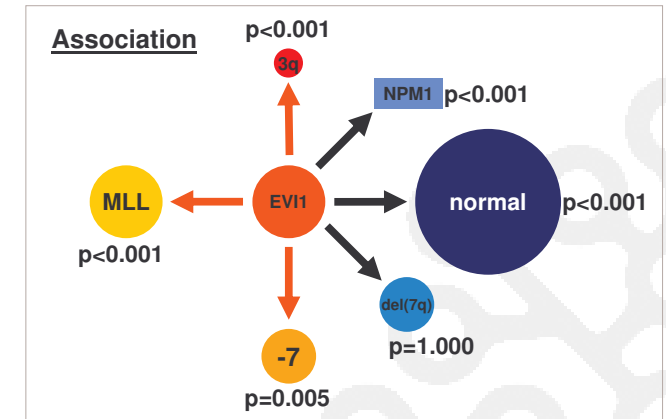 Association
p<0.001
3q
NPM1 p<0.001
MLL
EVI1
normal
p<0.001
p<0.001
del(7q)
p=1.000
-7
p=0.005